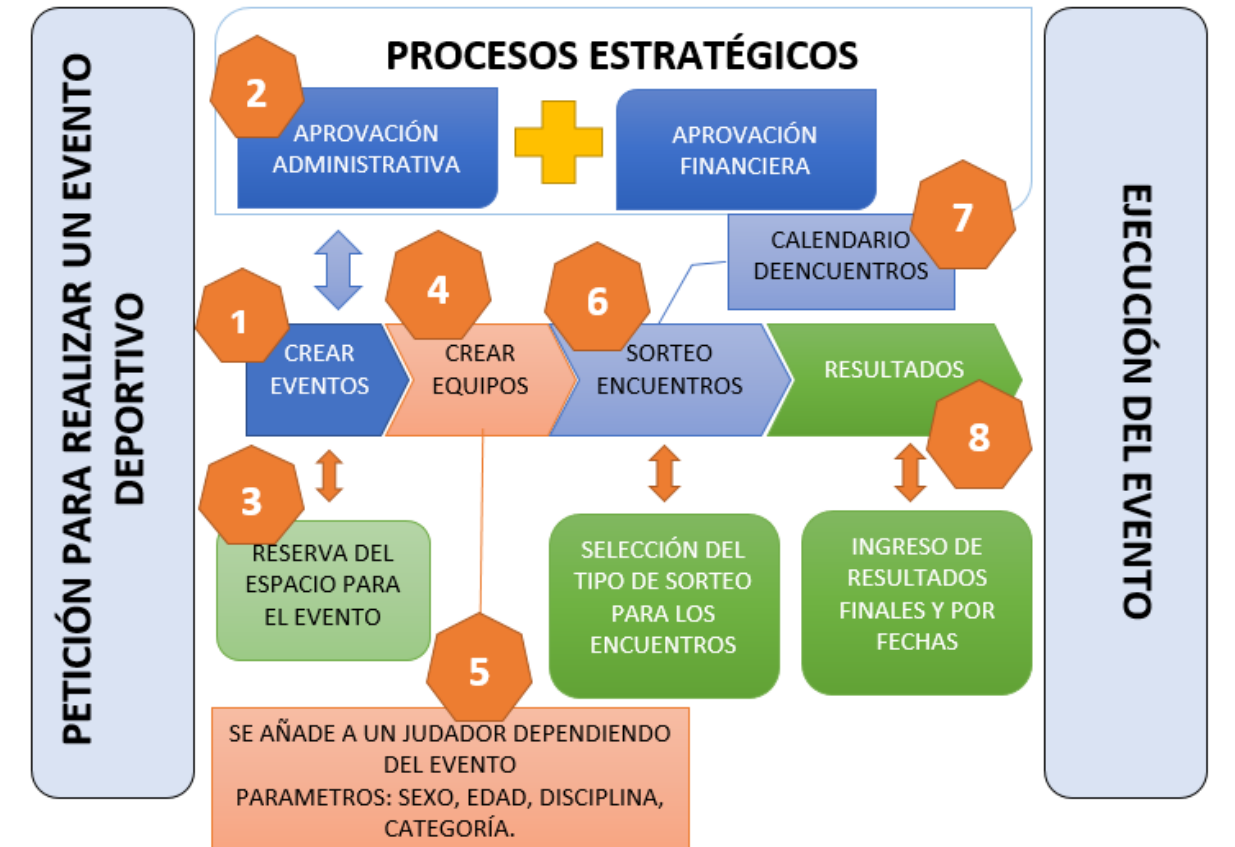 PETICIÓN PARA REALIZAR UN EVENTO
DEPORTIVO
PROCESOS ESTRATÉGICOS
2
APROVACIÓN
ADMINISTRATIVA
APROVACIÓN
FINANCIERA
7
CALENDARIO
DEENCUENTROS
1
CREAR
EVENTOS
4
CREAR
EQUIPOS
6
SORTEO
ENCUENTROS
RESULTADOS
8
3
RESERVA DEL
ESPACIO PARA
EL EVENTO
5
SE AÑADE A UN JUDADOR DEPENDIENDO
DEL EVENTO
PARAMETROS: SEXO, EDAD, DISCIPLINA,
CATEGORÍA.
SELECCIÓN DEL
TIPO DE SORTEO
PARA LOS
ENCUENTROS
INGRESO DE
RESULTADOS
FINALES Y POR
FECHAS
EJECUCIÓN DEL EVENTO